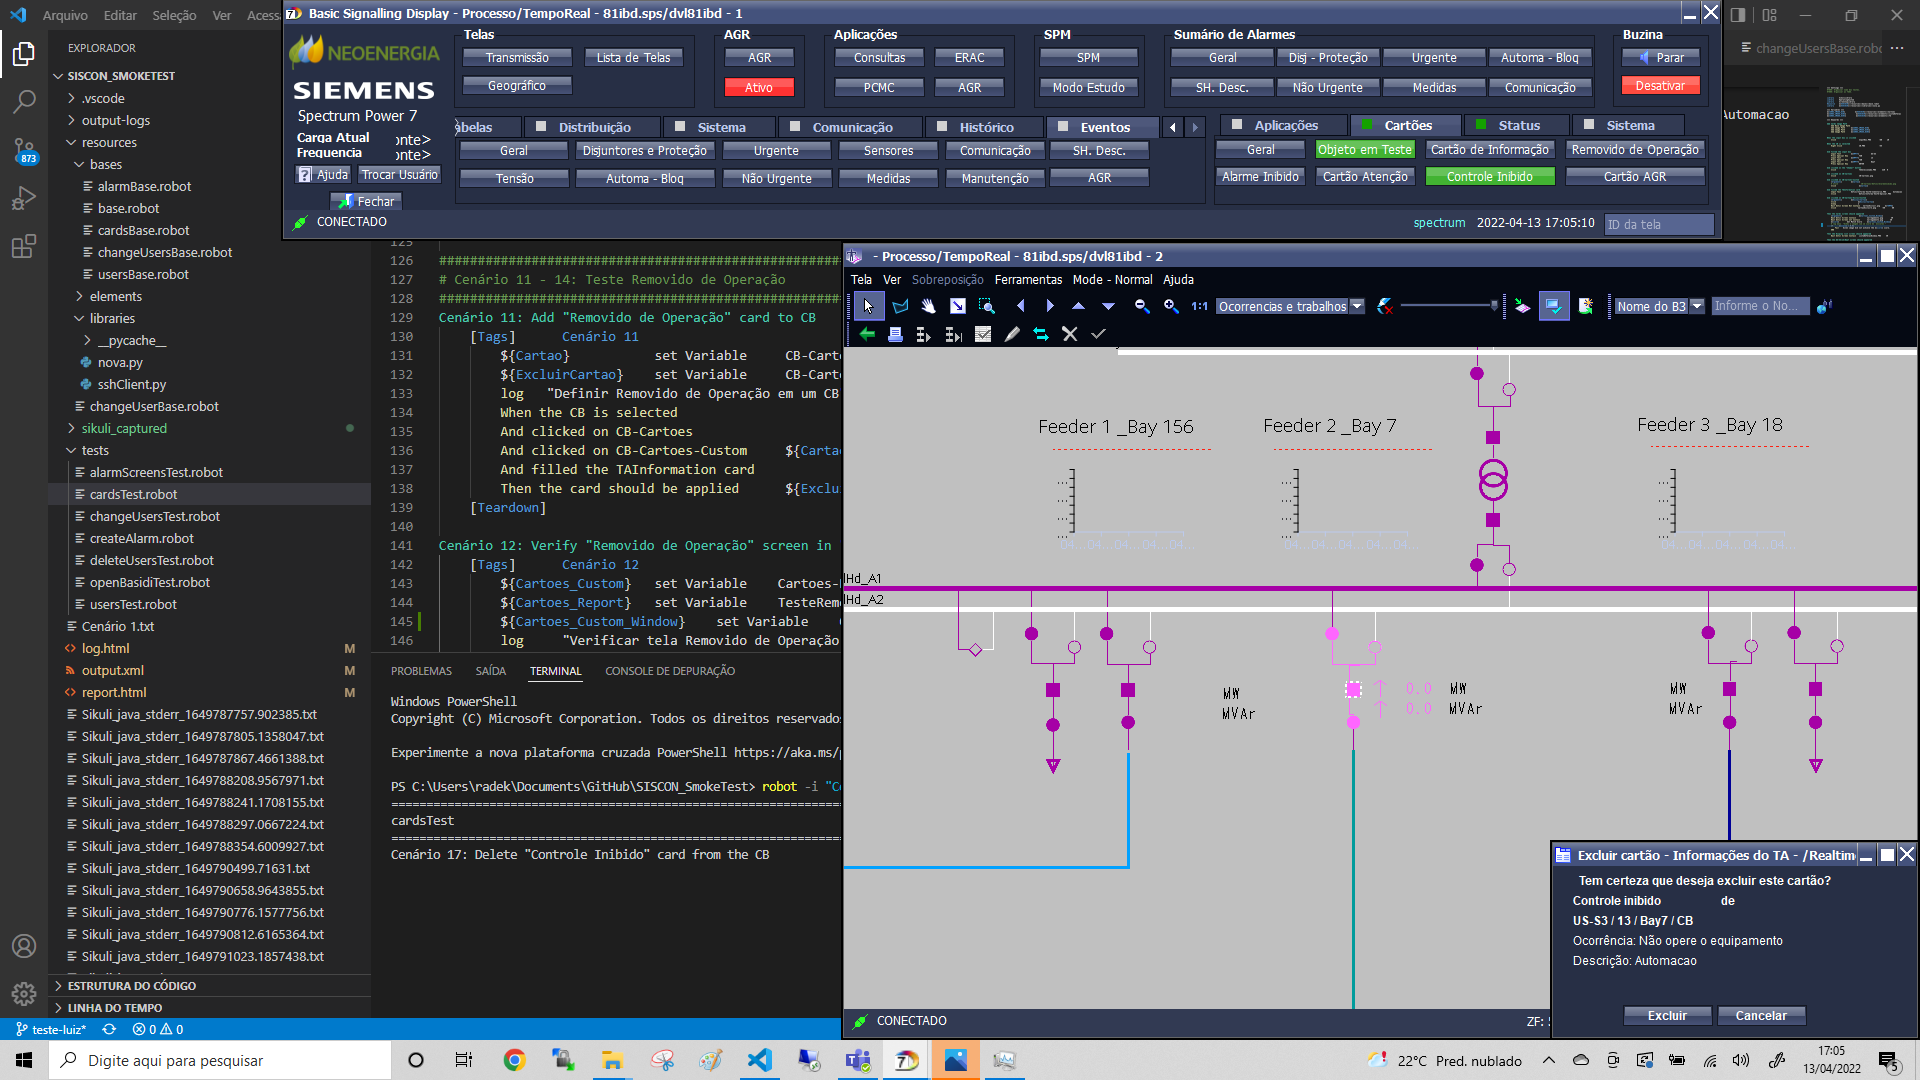 Arquivo
Editar
Seleção
Ver
Acess
Basic Signalling Display - Processo/TempoReal - 81ibd.sps/dvl81ibd - 1
NEOENERGIA
SIEMENS
Spectrum Power 7
Carga Atual
onte>
Frequencia
onte>
Ajuda
Trocar Usuário
Fechar
CONECTADO
Telas
Transmissão
Lista de Telas
Geográfico
AGR
AGR
Ativo
Aplicações
Consultas
ERAC
PCMC
AGR
SPM
SPM
Modo Estudo
Sumário de Alarmes
Geral
Disj - Proteção
Urgente
Automa - Bloq
SH. Desc.
Não Urgente
Medidas
Comunicação
Buzina
Parar
Desativar
abelas
Distribuição
Sistema
Comunicação
Histórico
Eventos
Geral
Disjuntores e Proteção
Urgente
Sensores
Comunicação
SH. Desc.
Tensão
Automa - Bloq
Não Urgente
Medidas
Manutenção
AGR
Aplicações
Cartões
Status
Sistema
Geral
Objeto em Teste
Cartão de Informação
Removido de Operação
Alarme Inibido
Cartão Atenção
Controle Inibido
Cartão AGR
spectrum
2022-04-13 17:05:10
ID da tela
changeUsersBase.robo
Automacao
EXPLORADOR
SISCON_SMOKETEST
.vscode
output-logs
resources
bases
alarmBase.robot
base.robot
cardsBase.robot
changeUsersBase.robot
usersBase.robot
elements
libraries
__pycache__
nova.py
sshClient.py
changeUserBase.robot
sikuli_captured
tests
alarmScreensTest.robot
cardsTest.robot
changeUsersTest.robot
createAlarm.robot
deleteUsersTest.robot
openBasidiTest.robot
usersTest.robot
Cenário 1.txt
log.html M
output.xml M
report.html M
Sikuli_java_stderr_1649787757.902385.txt
Sikuli_java_stderr_1649787805.1358047.txt
Sikuli_java_stderr_1649787867.4661388.txt
Sikuli_java_stderr_1649788208.9567971.txt
Sikuli_java_stderr_1649788241.1708155.txt
Sikuli_java_stderr_1649788297.0667224.txt
Sikuli_java_stderr_1649788354.6009927.txt
Sikuli_java_stderr_1649790499.71631.txt
Sikuli_java_stderr_1649790658.9643855.txt
Sikuli_java_stderr_1649790776.1577756.txt
Sikuli_java_stderr_1649790812.6165364.txt
Sikuli_java_stderr_1649791023.1857438.txt
ESTRUTURA DO CÓDIGO
LINHA DO TEMPO
873
125
126 ####################################################
127 # Cenário 11 - 14: Teste Removido de Operação
128 ####################################################
129 Cenário 11: Add "Removido de Operação" card to CB
130 [Tags] Cenário 11
131 ${Cartao} set Variable CB-Carto
132 ${ExcluirCartao} set Variable CB-Carto
133 log "Definir Removido de Operação em um CB
134 When the CB is selected
135 And clicked on CB-Cartoes
136 And clicked on CB-Cartoes-Custom ${Carta
137 And filled the TAInformation card
138 Then the card should be applied ${Exclu
139 [Teardown]
140
141 Cenário 12: Verify "Removido de Operação" screen in
142 [Tags] Cenário 12
143 ${Cartoes_Custom} set Variable Cartoes-
144 ${Cartoes_Report} set Variable TesteRem
145 ${Cartoes_Custom_Window} set Variable
146 log "Verificar tela Removido de Operação
PROBLEMAS
SAÍDA
TERMINAL
CONSOLE DE DEPURAÇÃO
Windows PowerShell
Copyright (C) Microsoft Corporation. Todos os direitos reservados
Experimente a nova plataforma cruzada PowerShell https://aka.ms/p
PS C:\Users\radek\Documents\GitHub\SISCON_SmokeTest> robot -i "C
cardsTest
Cenário 17: Delete "Controle Inibido" card from the CB
teste-luiz*
0
0
- Processo/TempoReal - 81ibd.sps/dvl81ibd - 2
Tela
Ver
Sobreposição
Ferramentas
Mode - Normal
Ajuda
1:1
Ocorrencias e trabalhos
Nome do B3
Informe o No...
Feeder 1 _Bay 156
Feeder 2 _Bay 7
Feeder 3 _Bay 18
04... 04... 04... 04...
04... 04... 04... 04...
04... 04... 04... 04...
lHd_A1
lHd_A2
MW
MVAr
0.0 MW
0.0 MVAr
MW
MVAr
CONECTADO
ZF:
Excluir cartão - Informações do TA - /Realtim
Tem certeza que deseja excluir este cartão?
Controle inibido de
US-S3 / 13 / Bay7 / CB
Ocorrência: Não opere o equipamento
Descrição: Automacao
Excluir
Cancelar
Digite aqui para pesquisar
22°C Pred. nublado
17:05
13/04/2022
5